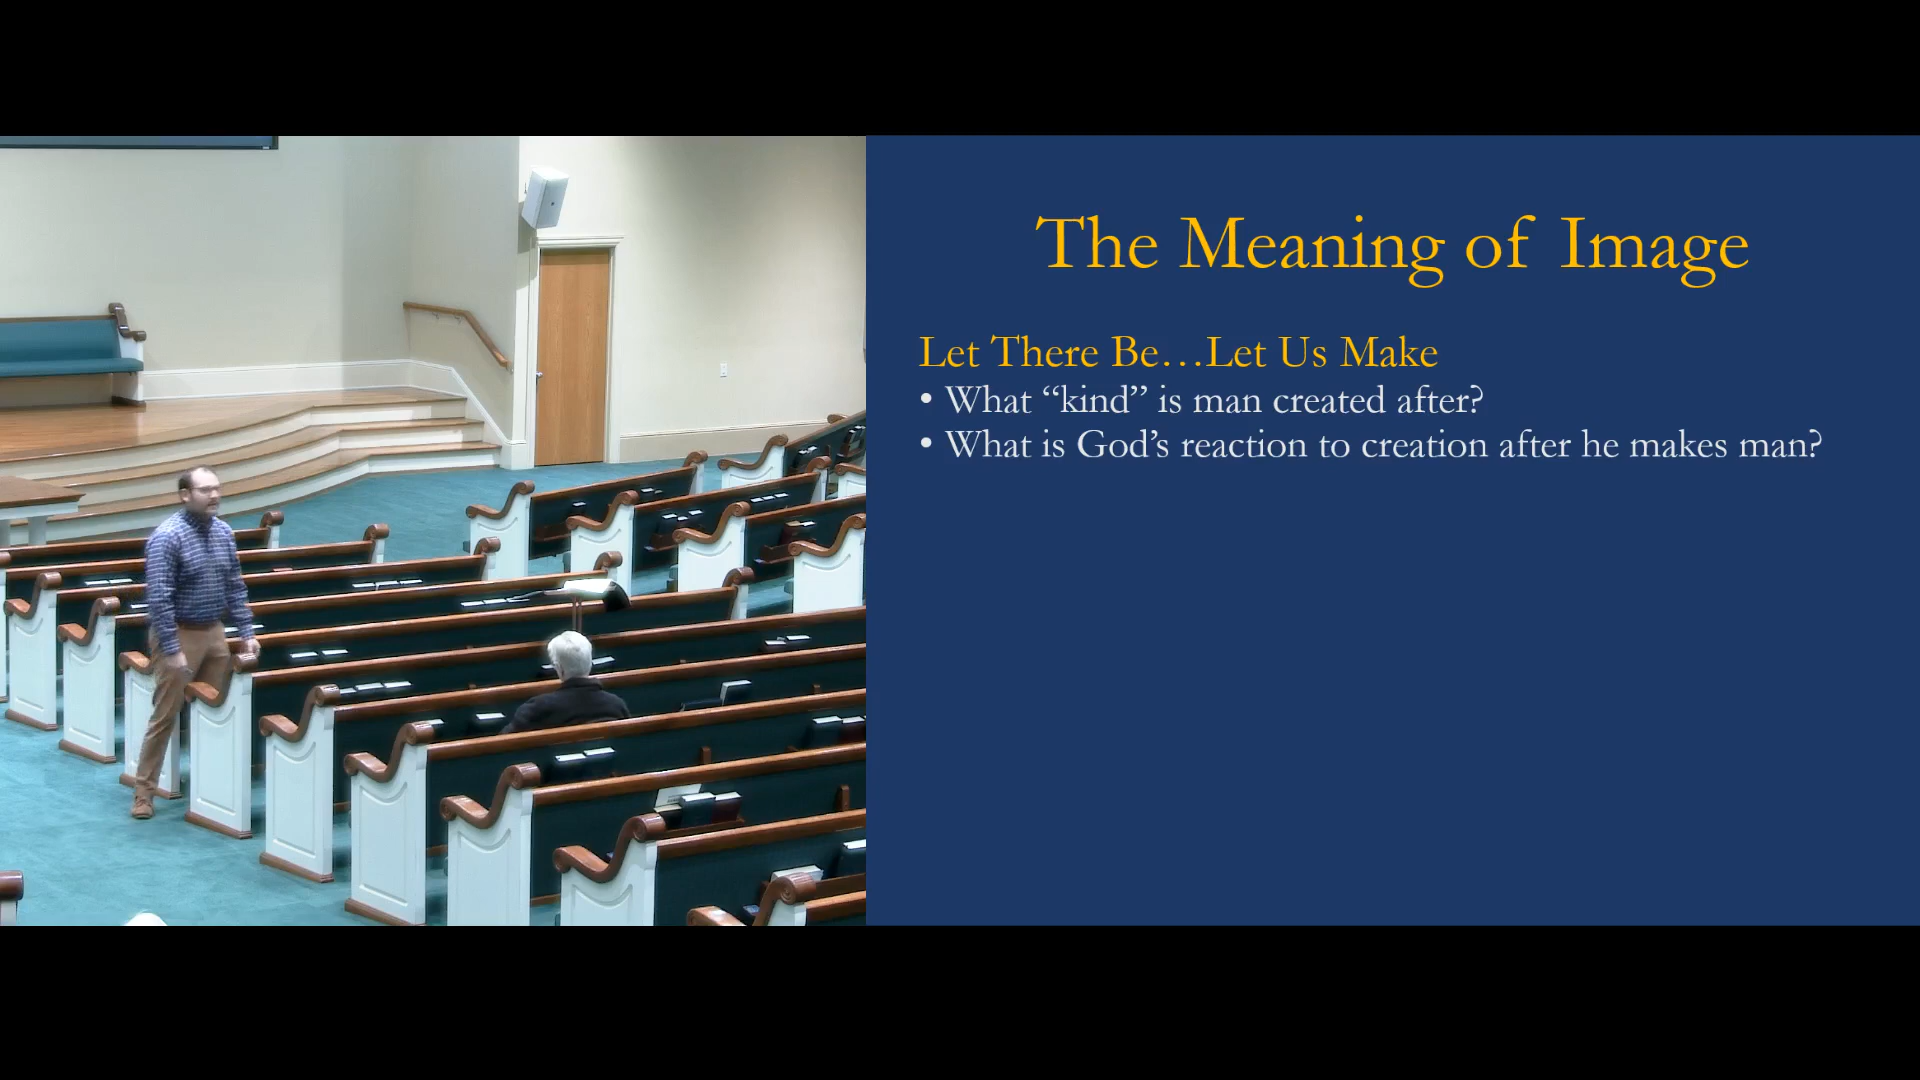 The Meaning of Image
Let There Be…Let Us Make
• What “kind” is man created after?
• What is God’s reaction to creation after he makes man?